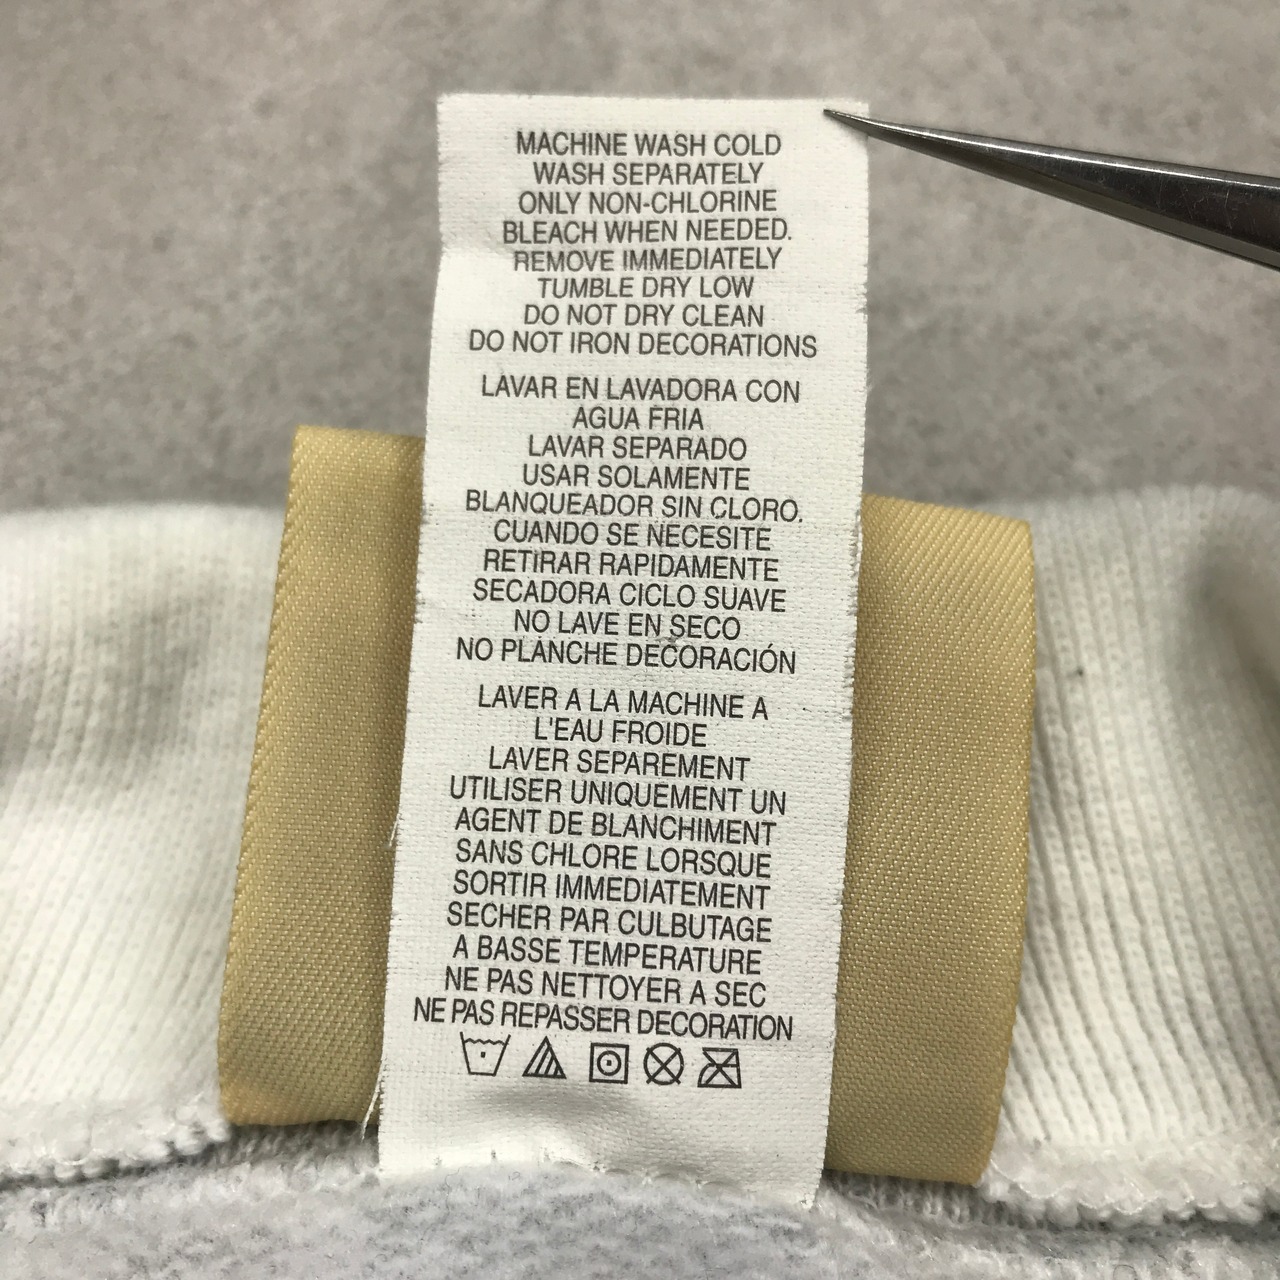 MACHINE WASH COLD
WASH SEPARATELY
ONLY NON-CHLORINE
BLEACH WHEN NEEDED.
REMOVE IMMEDIATELY
TUMBLE DRY LOW
DO NOT DRY CLEAN
DO NOT IRON DECORATIONS
LAVAR EN LAVADORA CON
AGUA FRIA
LAVAR SEPARADO
USAR SOLAMENTE
BLANQUEADOR SIN CLORO.
CUANDO SE NECESITE
RETIRAR RAPIDAMENTE
SECADORA CICLO SUAVE
NO LAVE EN SECO
NO PLANCHE DECORACIÓN
LAVER A LA MACHINE A
L'EAU FROIDE
LAVER SEPAREMENT
UTILISER UNIQUEMENT UN
AGENT DE BLANCHIMENT
SANS CHLORE LORSQUE
SORTIR IMMEDIATEMENT
SECHER PAR CULBUTAGE
A BASSE TEMPERATURE
NE PAS NETTOYER A SEC
NE PAS REPASSER DECORATION